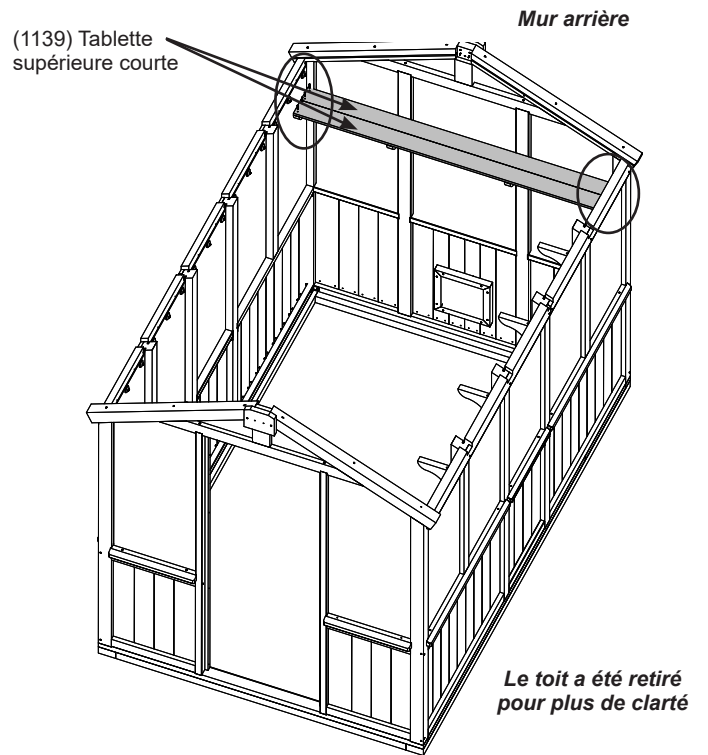 Mur arrière
(1139) Tablette
supérieure courte
Le toit a été retiré
pour plus de clarté